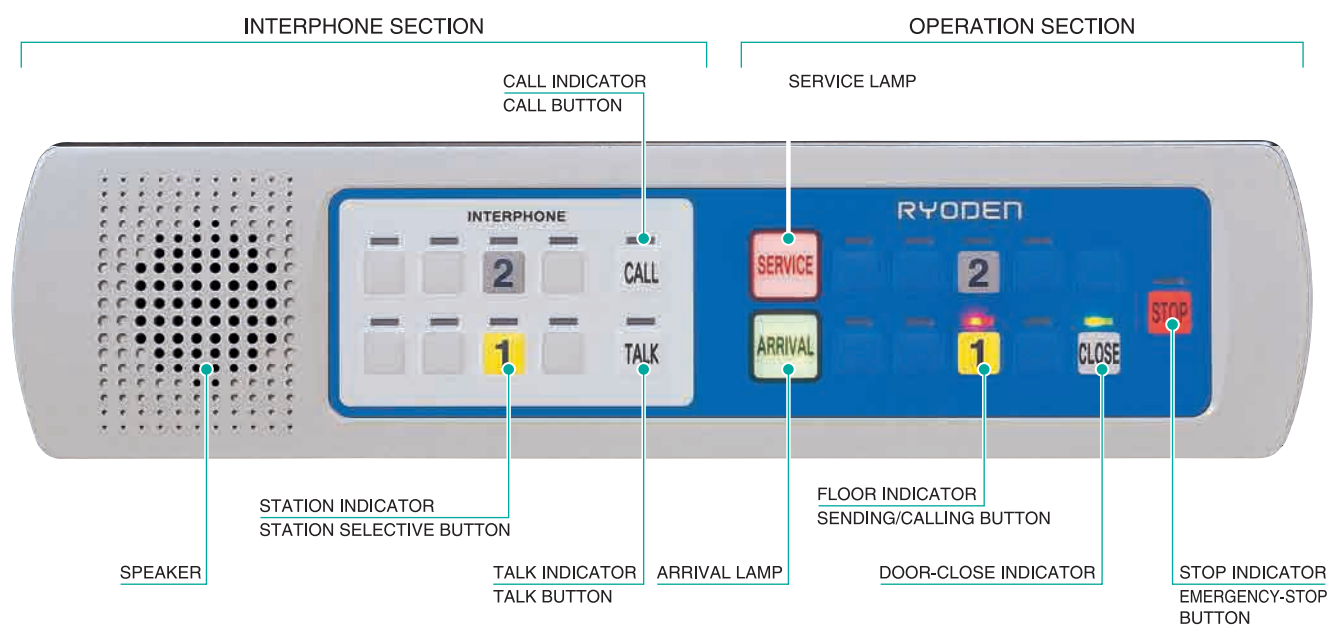 INTERPHONE SECTION
OPERATION SECTION
CALL INDICATOR
CALL BUTTON
SERVICE LAMP
INTERPHONE
RYODEN
2
CALL
SERVICE
2
STOP
1
TALK
ARRIVAL
1
CLOSE
STATION INDICATOR
STATION SELECTIVE BUTTON
FLOOR INDICATOR
SENDING/CALLING BUTTON
SPEAKER
TALK INDICATOR
TALK BUTTON
ARRIVAL LAMP
DOOR-CLOSE INDICATOR
STOP INDICATOR
EMERGENCY-STOP
BUTTON